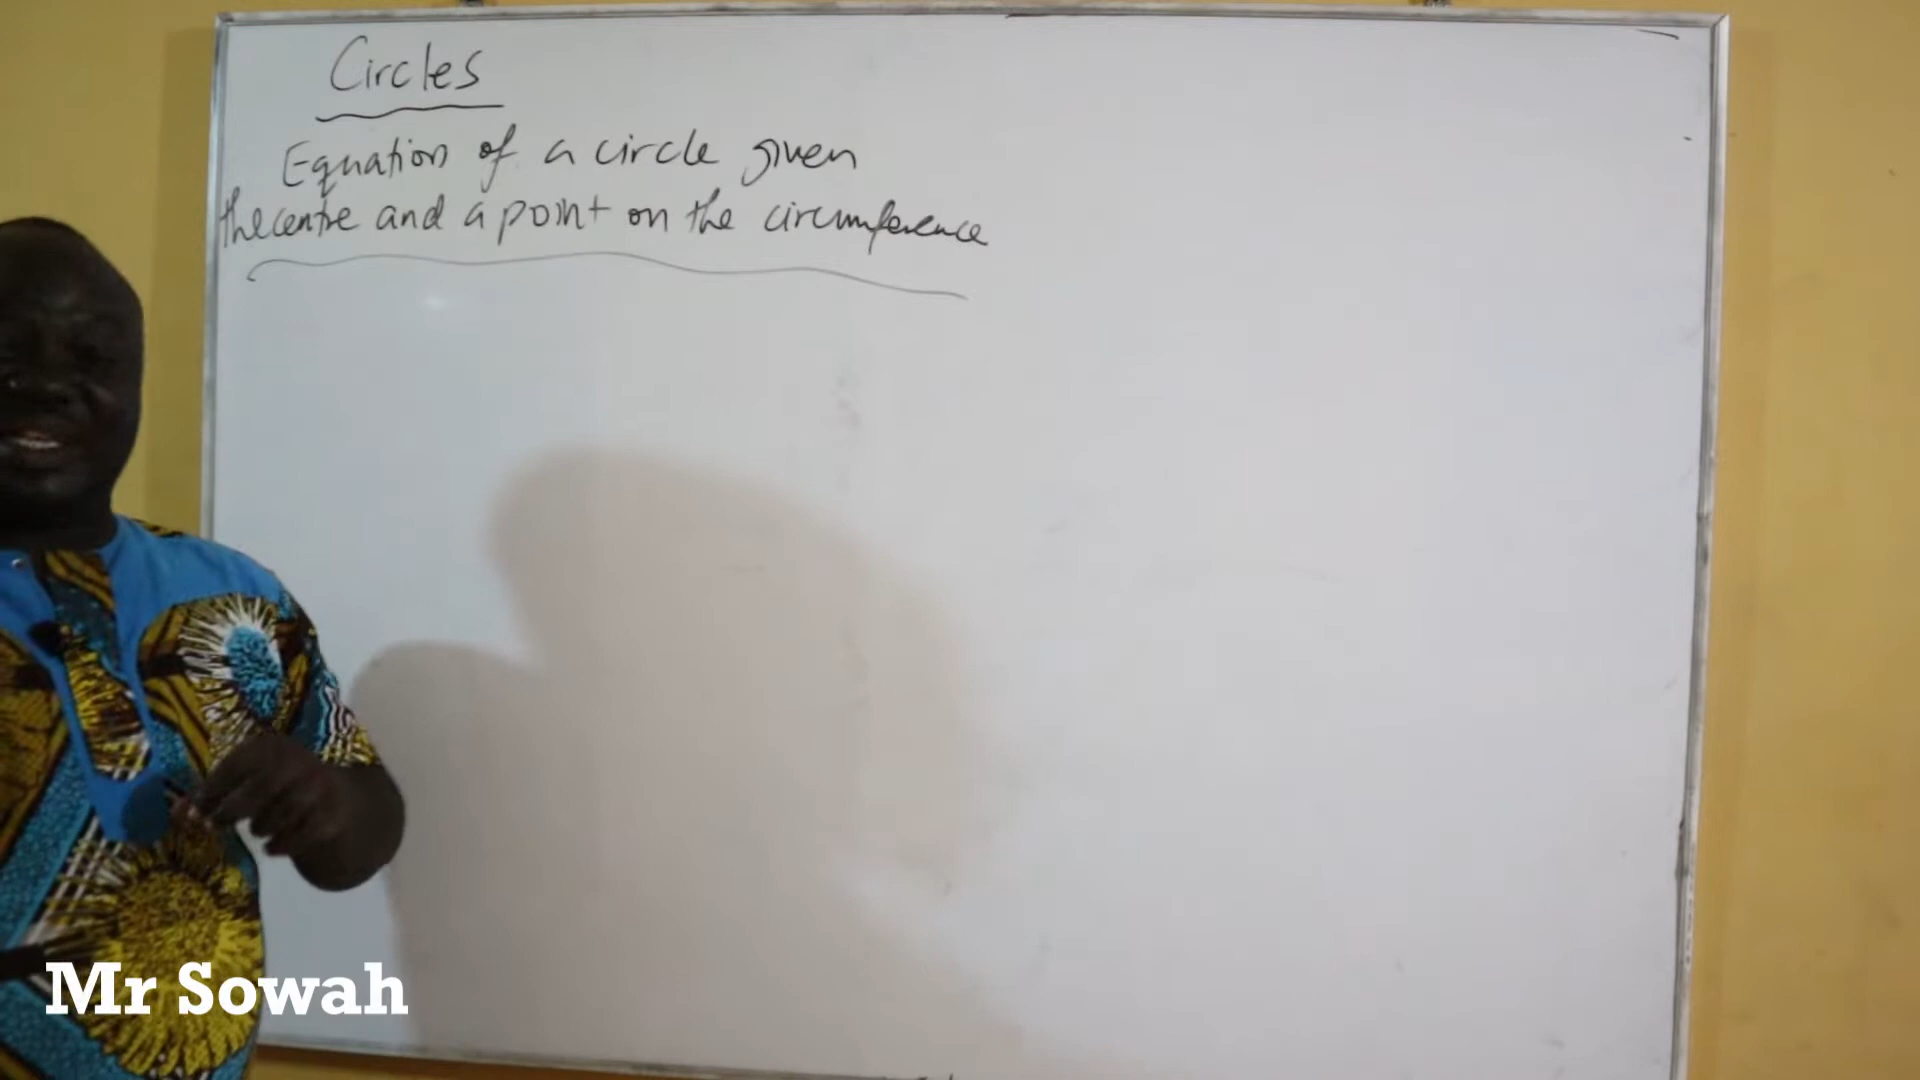 Circles
Equation of a circle given
the centre and a point on the circumference
Mr Sowah